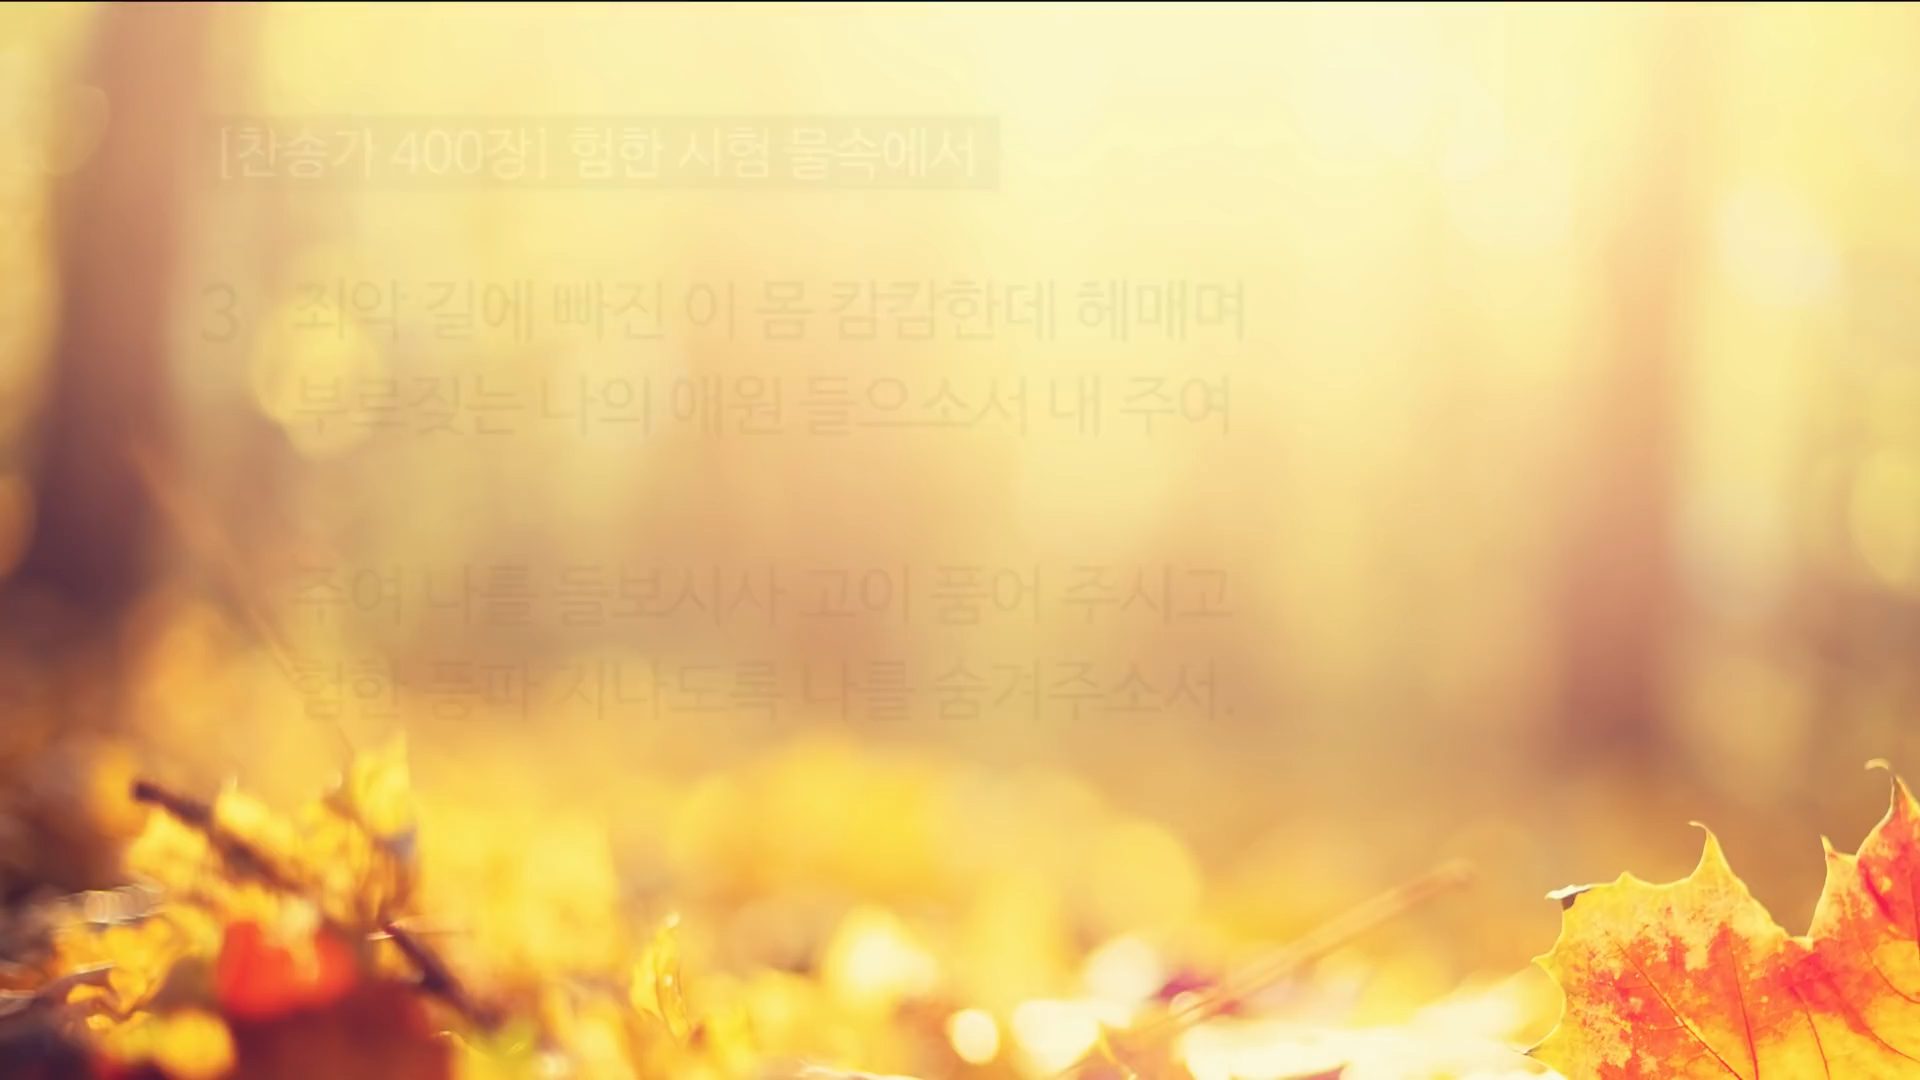 [찬송가 400장] 험한 시험 물속에서
3 죄악 길에 빠진 이 몸 캄캄한데 헤매며
부르짖는 나의 애원 들으소서 내 주여
주여 나를 돌보시사 고이 품어 주시고
험한 풍파 지나도록 나를 숨겨주소서.